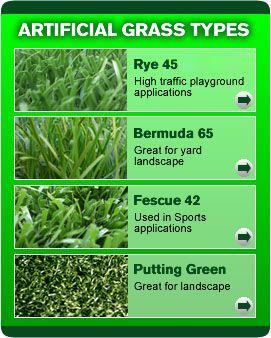 ARTIFICIAL GRASS TYPES
Rye 45
High traffic playground
applications
Bermuda 65
Great for yard
landscape
Fescue 42
Used in Sports
applications
Putting Green
Great for landscape